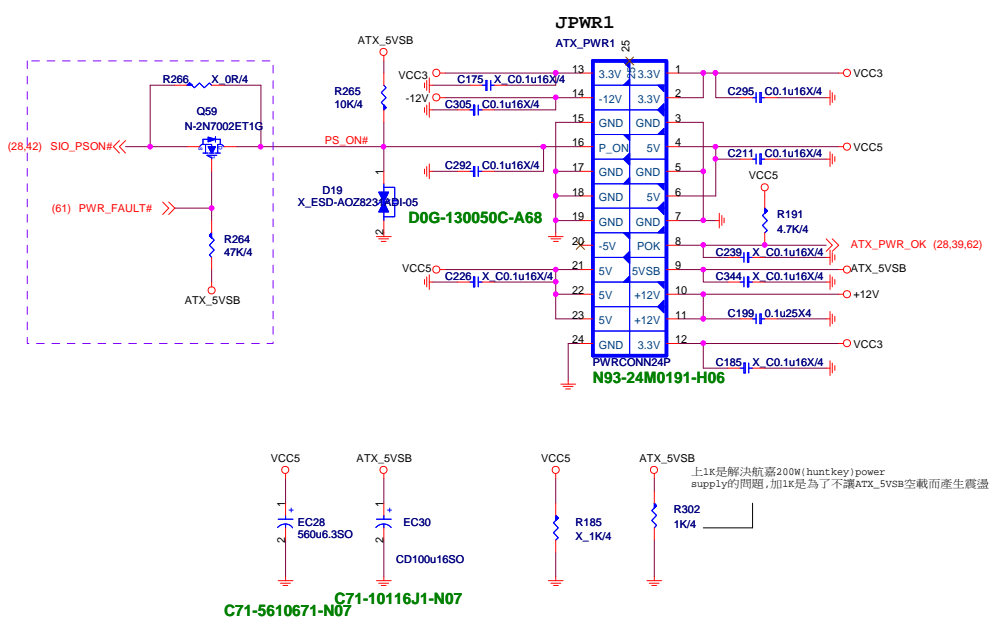 JPWR1
ATX_PWR1
25
25
ATX_5VSB
R265
10K/4
R266
X_0R/4
Q59
N-2N7002ET1G
(28,42) SIO_PSON#
(61) PWR_FAULT#
R264
47K/4
ATX_5VSB
PS_ON#
D19
X_ESD-AOZ8231ADI-05
1
2
D0G-130050C-A68
VCC3
C175 X_C0.1u16X/4
-12V
C305 C0.1u16X/4
C292 C0.1u16X/4
VCC5
C226 X_C0.1u16X/4
13 3.3V 3.3V 1
14 -12V 3.3V 2
15 GND GND 3
16 P_ON 5V 4
17 GND GND 5
18 GND 5V 6
19 GND GND 7
20 -5V POK 8
21 5V 5VSB 9
22 5V +12V 10
23 5V +12V 11
24 GND 3.3V 12
PWRCONN24P
N93-24M0191-H06
VCC3
C295 C0.1u16X/4
VCC5
C211 C0.1u16X/4
VCC5
R191
4.7K/4
ATX_PWR_OK (28,39,62)
C239 X_C0.1u16X/4
ATX_5VSB
C344 X_C0.1u16X/4
+12V
C199 0.1u25X4
VCC3
C185 X_C0.1u16X/4
VCC5
1
+
EC28
560u6.3SO
2
C71-5610671-N07
ATX_5VSB
1
+
EC30
2
CD100u16SO
C71-10116J1-N07
VCC5
R185
X_1K/4
ATX_5VSB
R302
1K/4
上1K是解決航嘉200W(huntkey)power
supply的問題,加1K是為了不讓ATX_5VSB空載而產生震盪